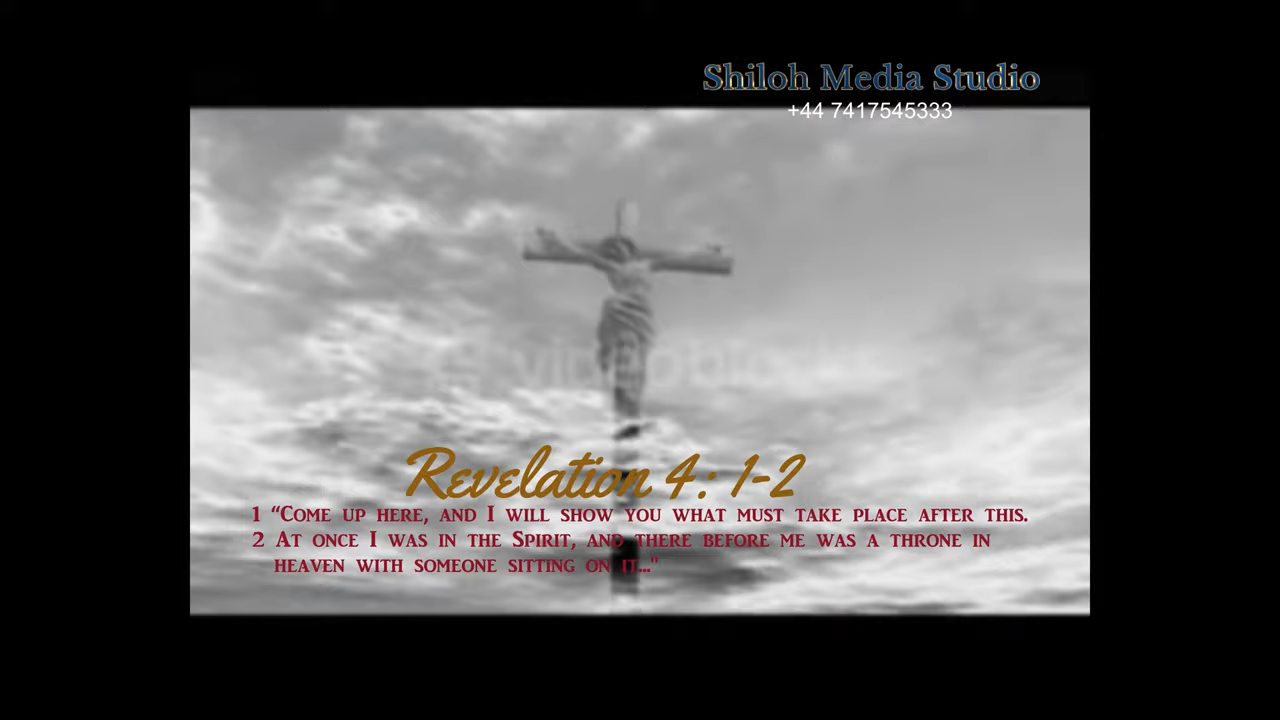 Shiloh Media Studio
+44 7417545333
videoblocks
Revelation 4: 1-2
1 “Come up here, and I will show you what must take place after this.
2 At once I was in the Spirit, and there before me was a throne in
heaven with someone sitting on it..."